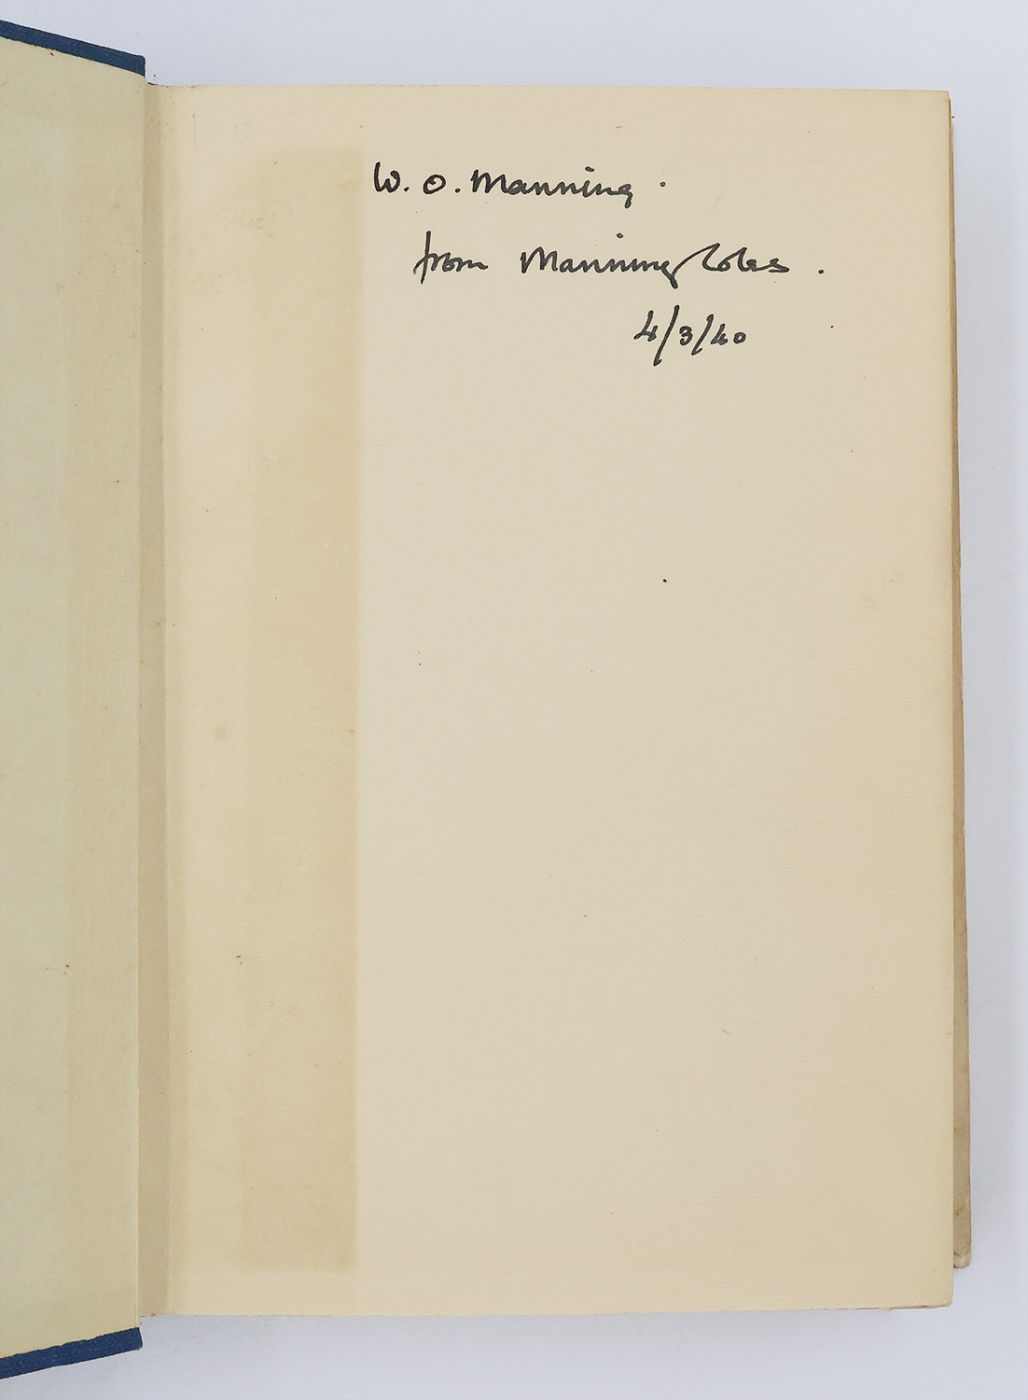 W. O. Manning.
from Manning Coles.
4/3/40